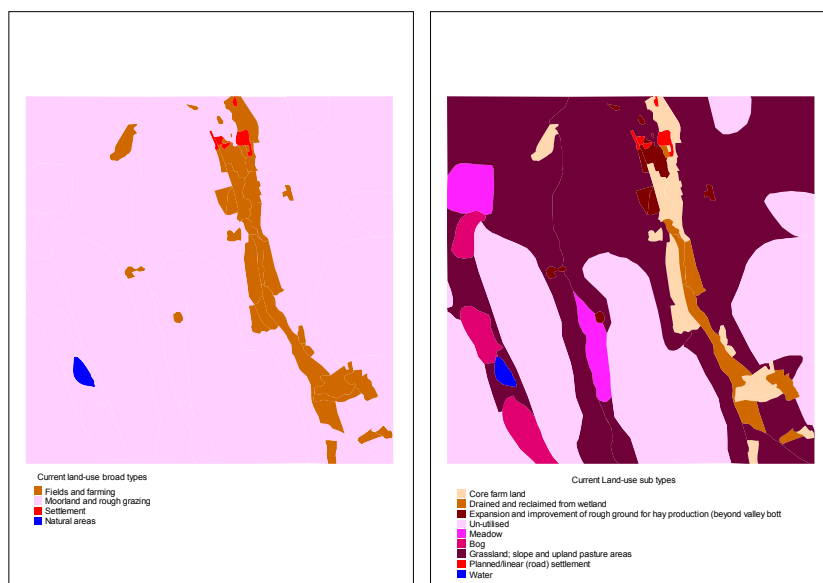 Current land-use broad types
Fields and farming
Moorland and rough grazing
Settlement
Natural areas
Current Land-use sub types
Core farm land
Drained and reclaimed from wetland
Expansion and improvement of rough ground for hay production (beyond valley bott
Un-utilised
Meadow
Bog
Grassland; slope and upland pasture areas
Planned/linear (road) settlement
Water